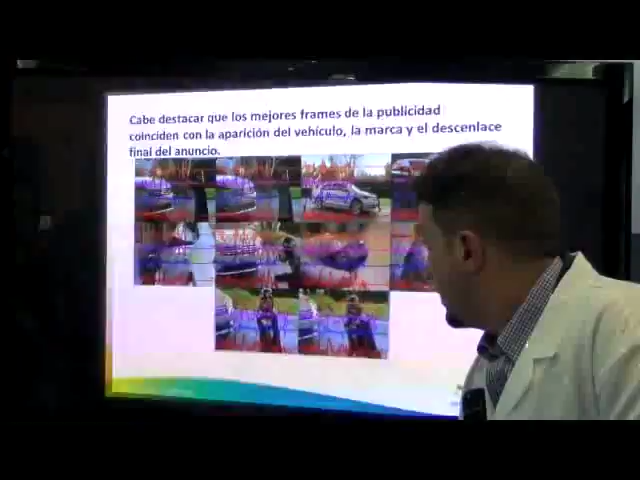 Cabe destacar que los mejores frames de la publicidad
coinciden con la aparición del vehículo, la marca y el descenlace
final del anuncio.